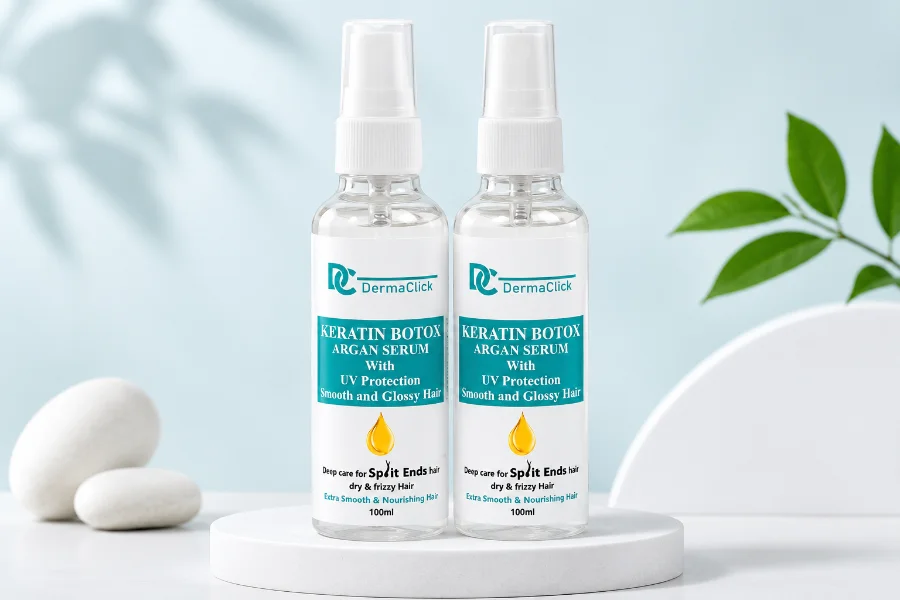 DC DermaClick
KERATIN BOTOX
ARGAN SERUM
With
UV Protection
Smooth and Glossy Hair
Deep care for Split Ends hair
dry & frizzy Hair
Extra Smooth & Nourishing Hair
100ml
DC DermaClick
KERATIN BOTOX
ARGAN SERUM
With
UV Protection
Smooth and Glossy Hair
Deep care for Split Ends hair
dry & frizzy Hair
Extra Smooth & Nourishing Hair
100ml